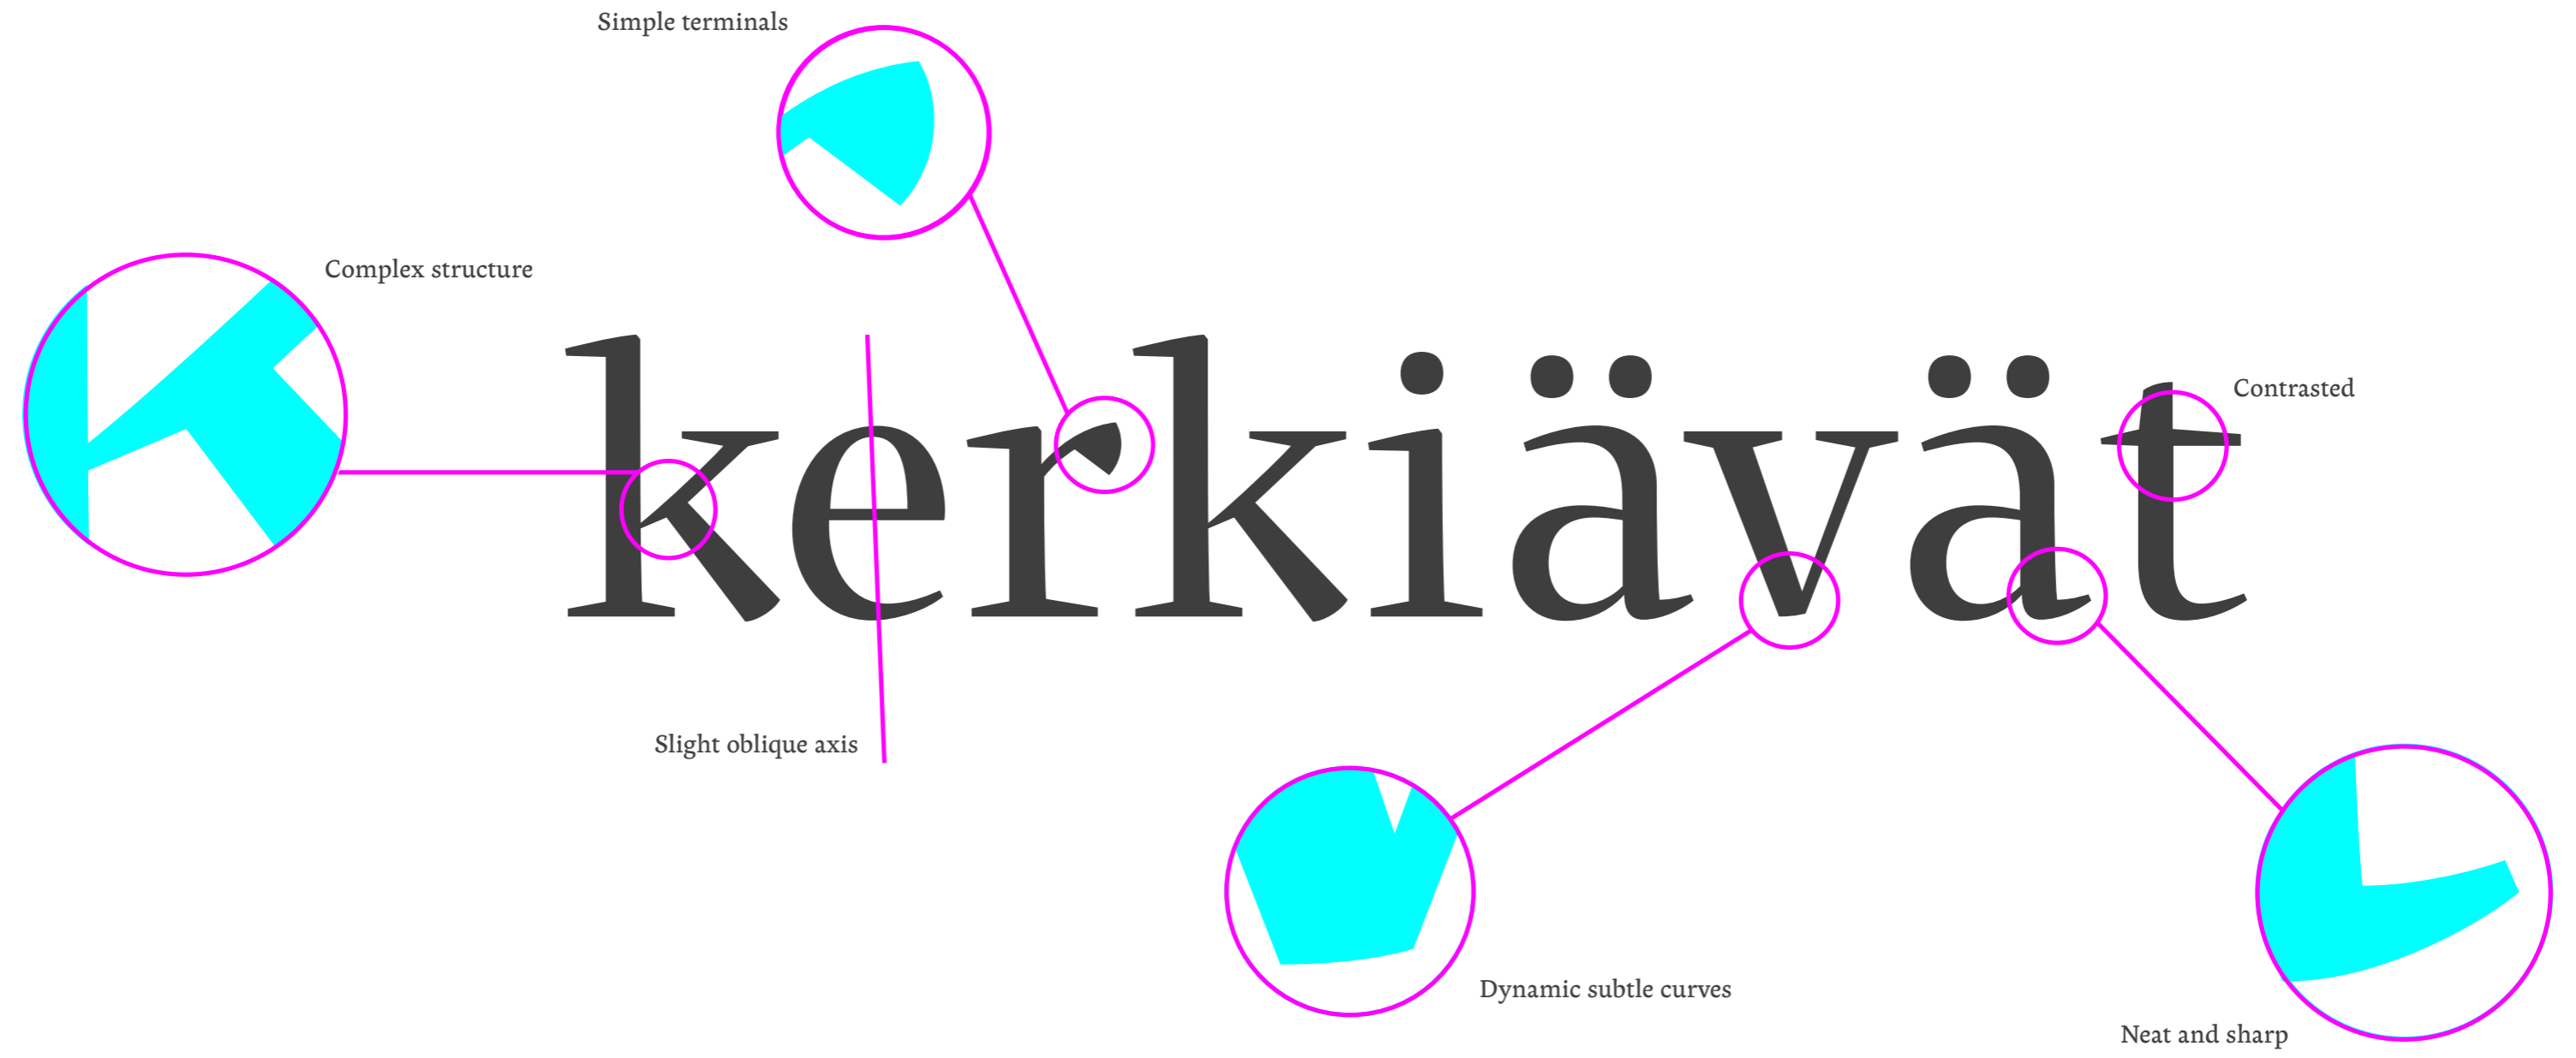 Simple terminals
Complex structure
kerkiävät
Contrasted
Slight oblique axis
Dynamic subtle curves
Neat and sharp